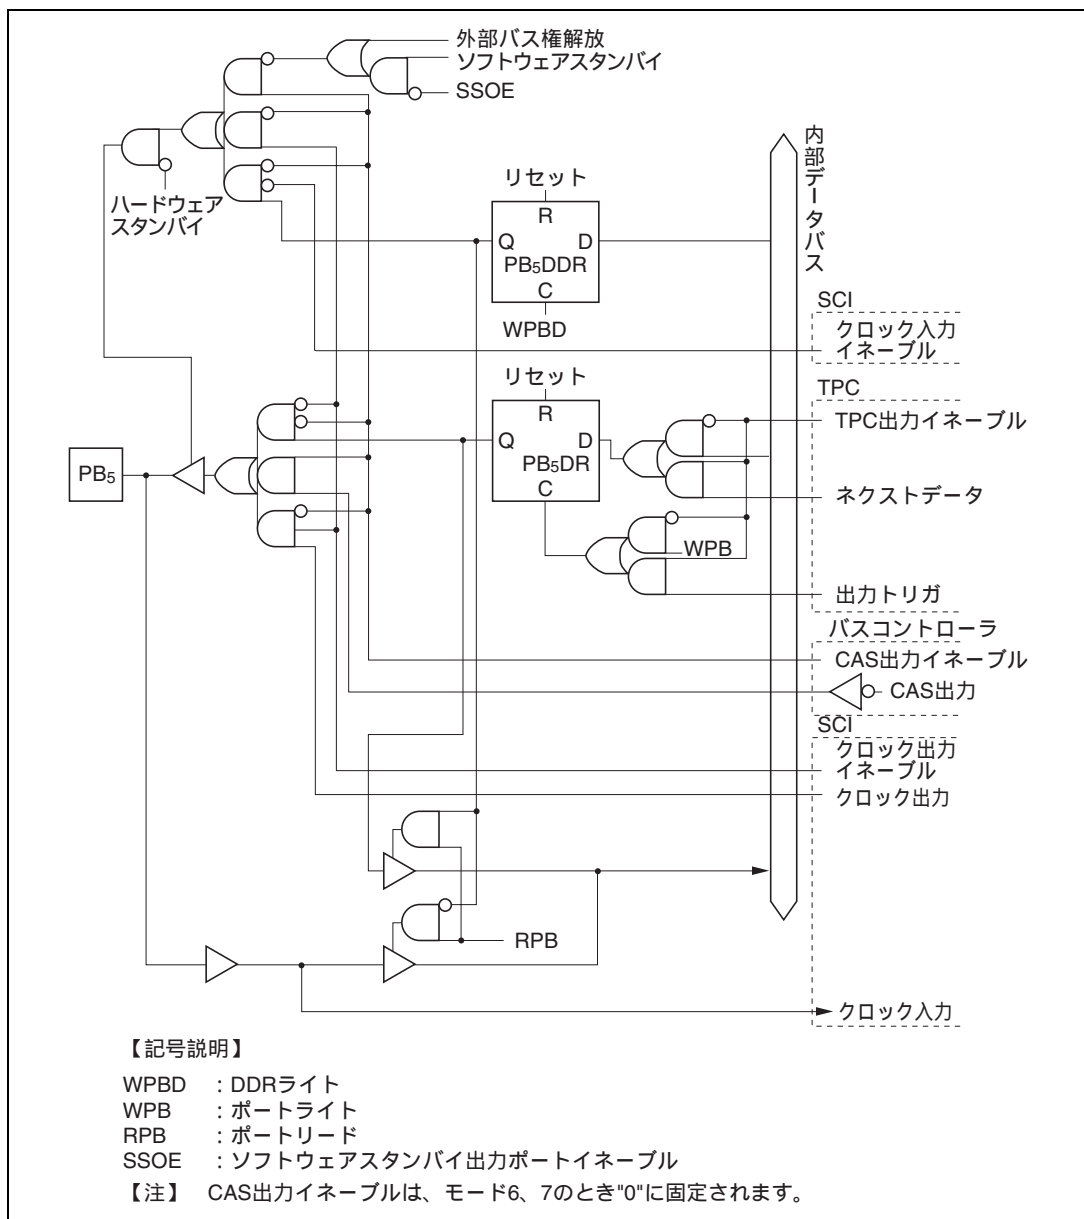 外部バス権解放
ソフトウェアスタンバイ
SSOE
ハードウェア
スタンバイ
内部データバス
リセット
R
Q D
PB5DDR
C
WPBD
SCI
クロック入力
イネーブル
リセット
R
Q D
PB5DR
C
TPC
TPC出力イネーブル
ネクストデータ
WPB
出力トリガ
PB5
バスコントローラ
CAS出力イネーブル
CAS出力
SCI
クロック出力
イネーブル
クロック出力
RPB
クロック入力
【記号説明】
WPBD :DDRライト
WPB :ポートライト
RPB :ポートリード
SSOE :ソフトウェアスタンバイ出力ポートイネーブル
【注】 CAS出力イネーブルは、モード6、7のとき"0"に固定されます。